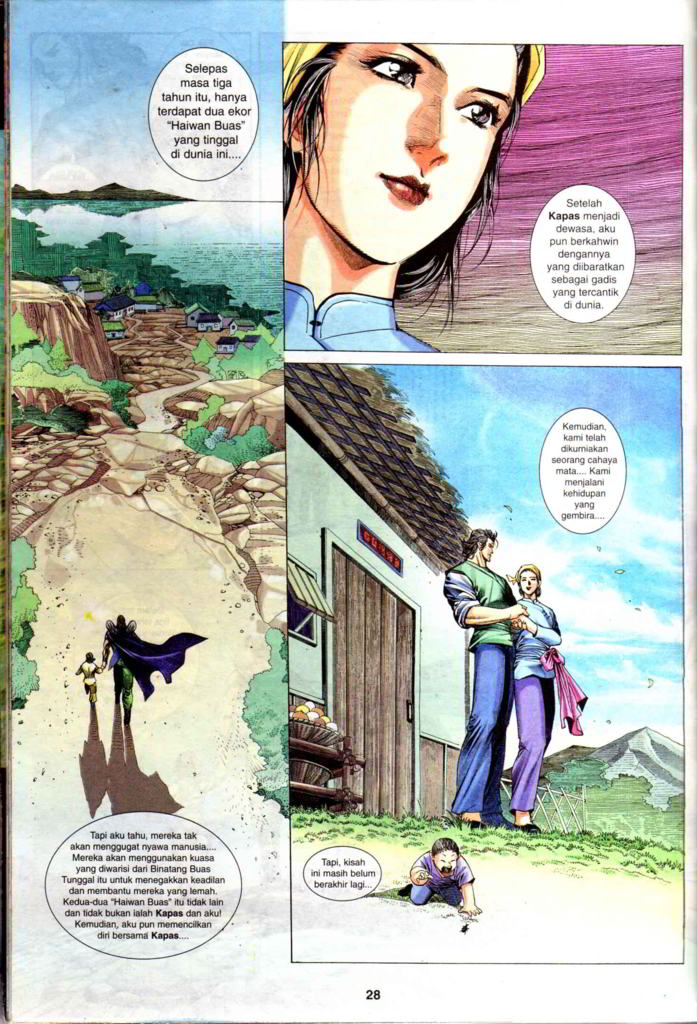 Selepas
masa tiga
tahun itu, hanya
terdapat dua ekor
"Haiwan Buas"
yang tinggal
di dunia ini....
Tapi aku tahu, mereka tak
akan menggugat nyawa manusia....
Mereka akan menggunakan kuasa
yang diwarisi dari Binatang Buas
Tunggal itu untuk menegakkan keadilan
dan membantu mereka yang lemah.
Kedua-dua "Haiwan Buas" itu tidak lain
dan tidak bukan ialah Kapas dan aku!
Kemudian, aku pun memencilkan
diri bersama Kapas....
Setelah
Kapas menjadi
dewasa, aku
pun berkahwin
dengannya
yang diibaratkan
sebagai gadis
yang tercantik
di dunia.
Kemudian,
kami telah
dikurniakan
seorang cahaya
mata.... Kami
menjalani
kehidupan
yang
gembira....
Tapi, kisah
ini masih belum
berakhir lagi...
28